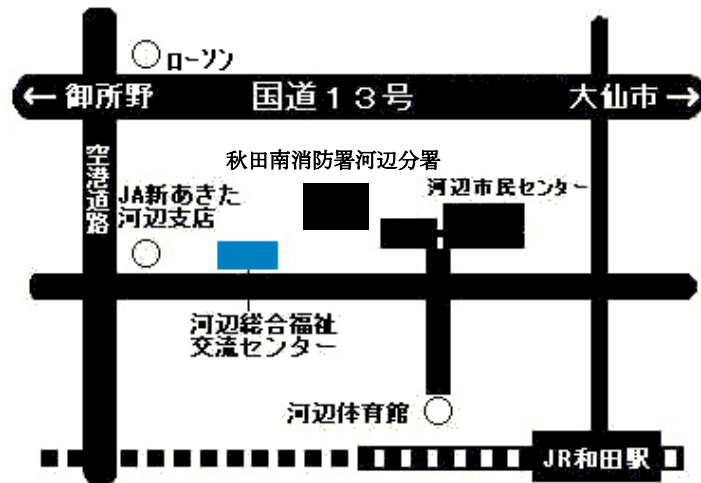 ローソン
← 御所野 国道13号 大仙市 →
空港道路
秋田南消防署河辺分署
JA新あきた
河辺支店
河辺市民センター
河辺総合福祉
交流センター
河辺体育館
JR和田駅